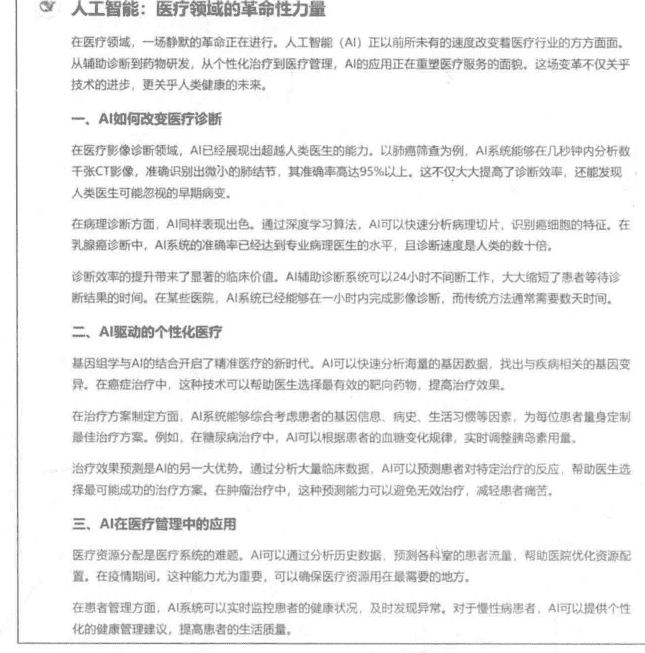 人工智能：医疗领域的革命性力量
在医疗领域，一场静默的革命正在进行。人工智能（AI）正以前所未有的速度改变着医疗行业的方方面面。
从辅助诊断到药物研发，从个性化治疗到医疗管理，AI的应用正在重塑医疗服务的面貌。这场变革不仅关乎
技术的进步，更关乎人类健康的未来。
一、AI如何改变医疗诊断
在医疗影像诊断领域，AI已经展现出超越人类医生的能力。以肺癌筛查为例，AI系统能够在几秒钟内分析数
千张CT影像，准确识别出微小的肺结节，其准确率高达95%以上。这不仅大大提高了诊断效率，还能发现
人类医生可能忽视的早期病变。
在病理诊断方面，AI同样表现出色。通过深度学习算法，AI可以快速分析病理切片，识别癌细胞的特征。在
乳腺癌诊断中，AI系统的准确率已经达到专业病理医生的水平，且诊断速度是人类的数十倍。
诊断效率的提升带来了显著的临床价值。AI辅助诊断系统可以24小时不间断工作，大大缩短了患者等待诊
断结果的时间。在某些医院，AI系统已经能够在一小时内完成影像诊断，而传统方法通常需要数天时间。
二、AI驱动的个性化医疗
基因组学与AI的结合开启了精准医疗的新时代。AI可以快速分析海量的基因数据，找出与疾病相关的基因变
异。在癌症治疗中，这种技术可以帮助医生选择最有效的靶向药物，提高治疗效果。
在治疗方案制定方面，AI系统能够综合考虑患者的基因信息、病史、生活习惯等因素，为每位患者量身定制
最佳治疗方案。例如，在糖尿病治疗中，AI可以根据患者的血糖变化规律，实时调整胰岛素用量。
治疗效果预测是AI的另一大优势。通过分析大量临床数据，AI可以预测患者对特定治疗的反应，帮助医生选
择最可能成功的治疗方案。在肿瘤治疗中，这种预测能力可以避免无效治疗，减轻患者痛苦。
三、AI在医疗管理中的应用
医疗资源分配是医疗系统的难题。AI可以通过分析历史数据，预测各科室的患者流量，帮助医院优化资源配
置。在疫情期间，这种能力尤为重要，可以确保医疗资源用在最需要的地方。
在患者管理方面，AI系统可以实时监控患者的健康状况，及时发现异常。对于慢性病患者，AI可以提供个性
化的健康管理建议，提高患者的生活质量。